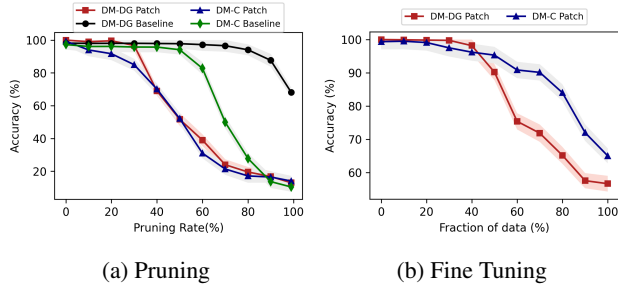 DM-DG Patch DM-C Patch
DM-DG Baseline DM-C Baseline
100
80
60
40
20
Accuracy (%)
0 20 40 60 80 100
Pruning Rate(%)
(a) Pruning
DM-DG Patch DM-C Patch
100
90
80
70
60
Accuracy (%)
0 20 40 60 80 100
Fraction of data (%)
(b) Fine Tuning